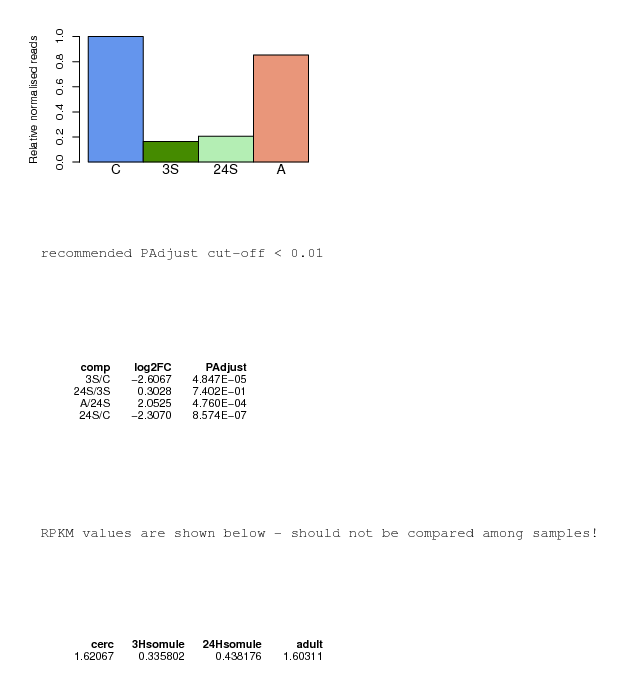 Relative normalised reads
1.0
0.8
0.6
0.4
0.2
0.0
C 3S 24S A
recommended PAdjust cut-off < 0.01
comp log2FC PAdjust
3S/C −2.6067 4.847E−05
24S/3S 0.3028 7.402E−01
A/24S 2.0525 4.760E−04
24S/C −2.3070 8.574E−07
RPKM values are shown below - should not be compared among samples!
cerc 3Hsomule 24Hsomule adult
1.62067 0.335802 0.438176 1.60311